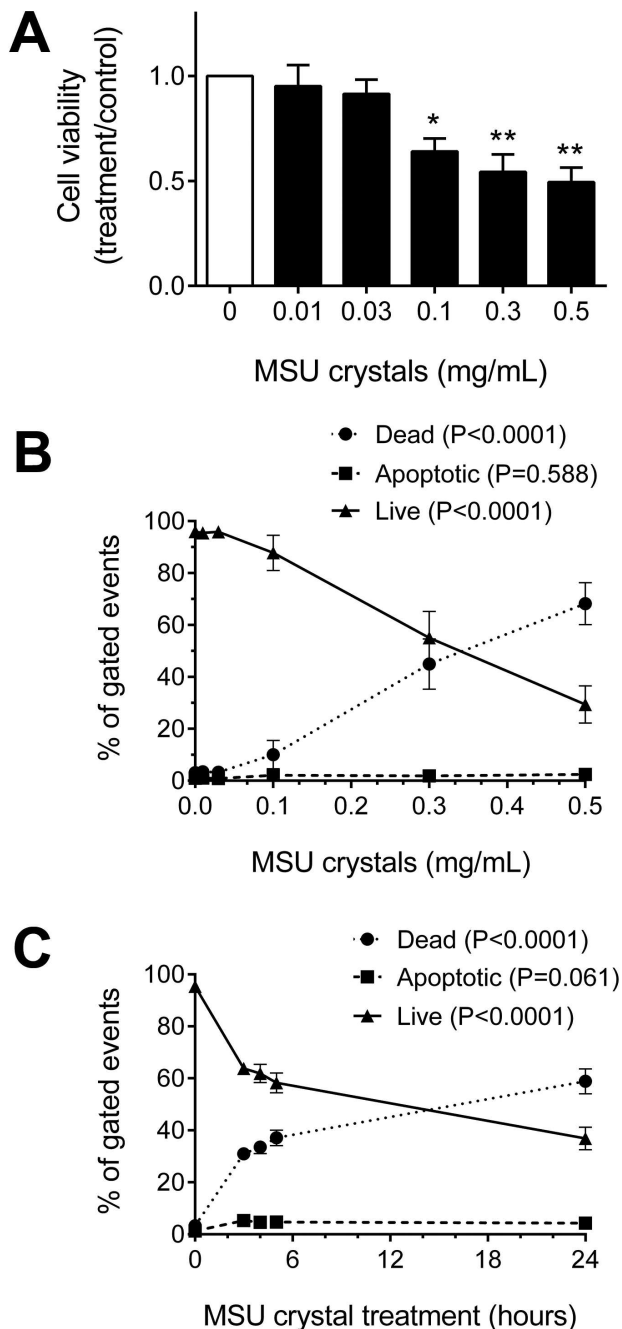 A
Cell viability
(treatment/control)
1.0
0.5
0.0
* ** **
0 0.01 0.03 0.1 0.3 0.5
MSU crystals (mg/mL)
B
Dead (P<0.0001)
Apoptotic (P=0.588)
Live (P<0.0001)
% of gated events
100
80
60
40
20
0
0.0 0.1 0.2 0.3 0.4 0.5
MSU crystals (mg/mL)
C
Dead (P<0.0001)
Apoptotic (P=0.061)
Live (P<0.0001)
% of gated events
100
80
60
40
20
0
0 6 12 18 24
MSU crystal treatment (hours)